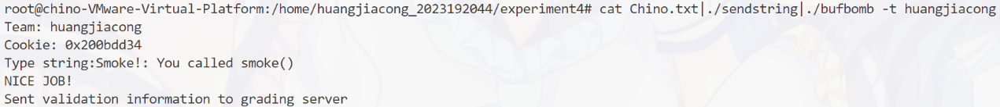 root@chino-VMware-Virtual-Platform:/home/huangjiacong_2023192044/experiment4# cat Chino.txt|./sendstring|./bufbomb -t huangjiacong
Team: huangjiacong
Cookie: 0x200bdd34
Type string:Smoke!: You called smoke()
NICE JOB!
Sent validation information to grading server